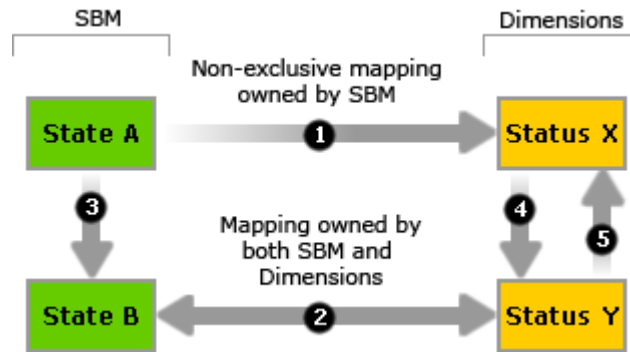 SBM
Dimensions
Non-exclusive mapping
owned by SBM
State A
1
Status X
3
4
5
Mapping owned by
both SBM and
Dimensions
State B
2
Status Y